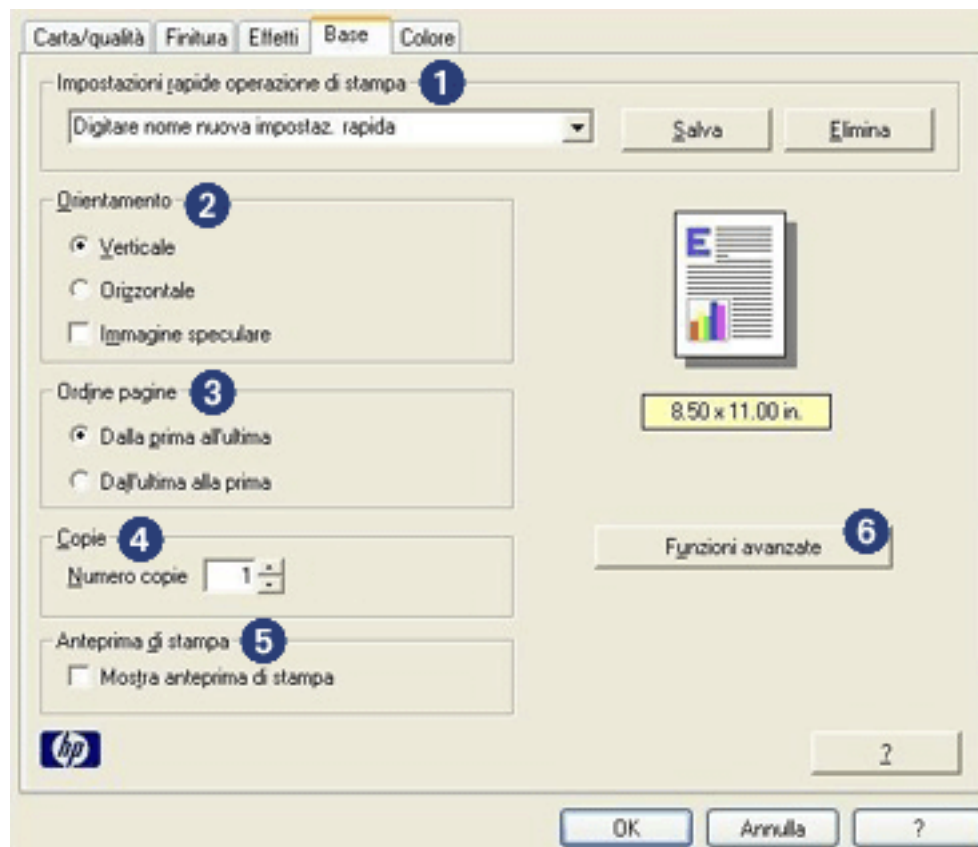 Carta/qualità Finitura Effetti Base Colore
Impostazioni rapide operazione di stampa 1
Digitare nome nuova impostaz. rapida Salva Elimina
Orientamento 2
Verticale
Orizzontale
Immagine speculare
E
8.50 x 11.00 in.
Ordine pagine 3
Dalla prima all'ultima
Dall'ultima alla prima
Copie 4
Numero copie 1
Funzioni avanzate 6
Anteprima di stampa 5
Mostra anteprima di stampa
hp
?
OK Annulla ?